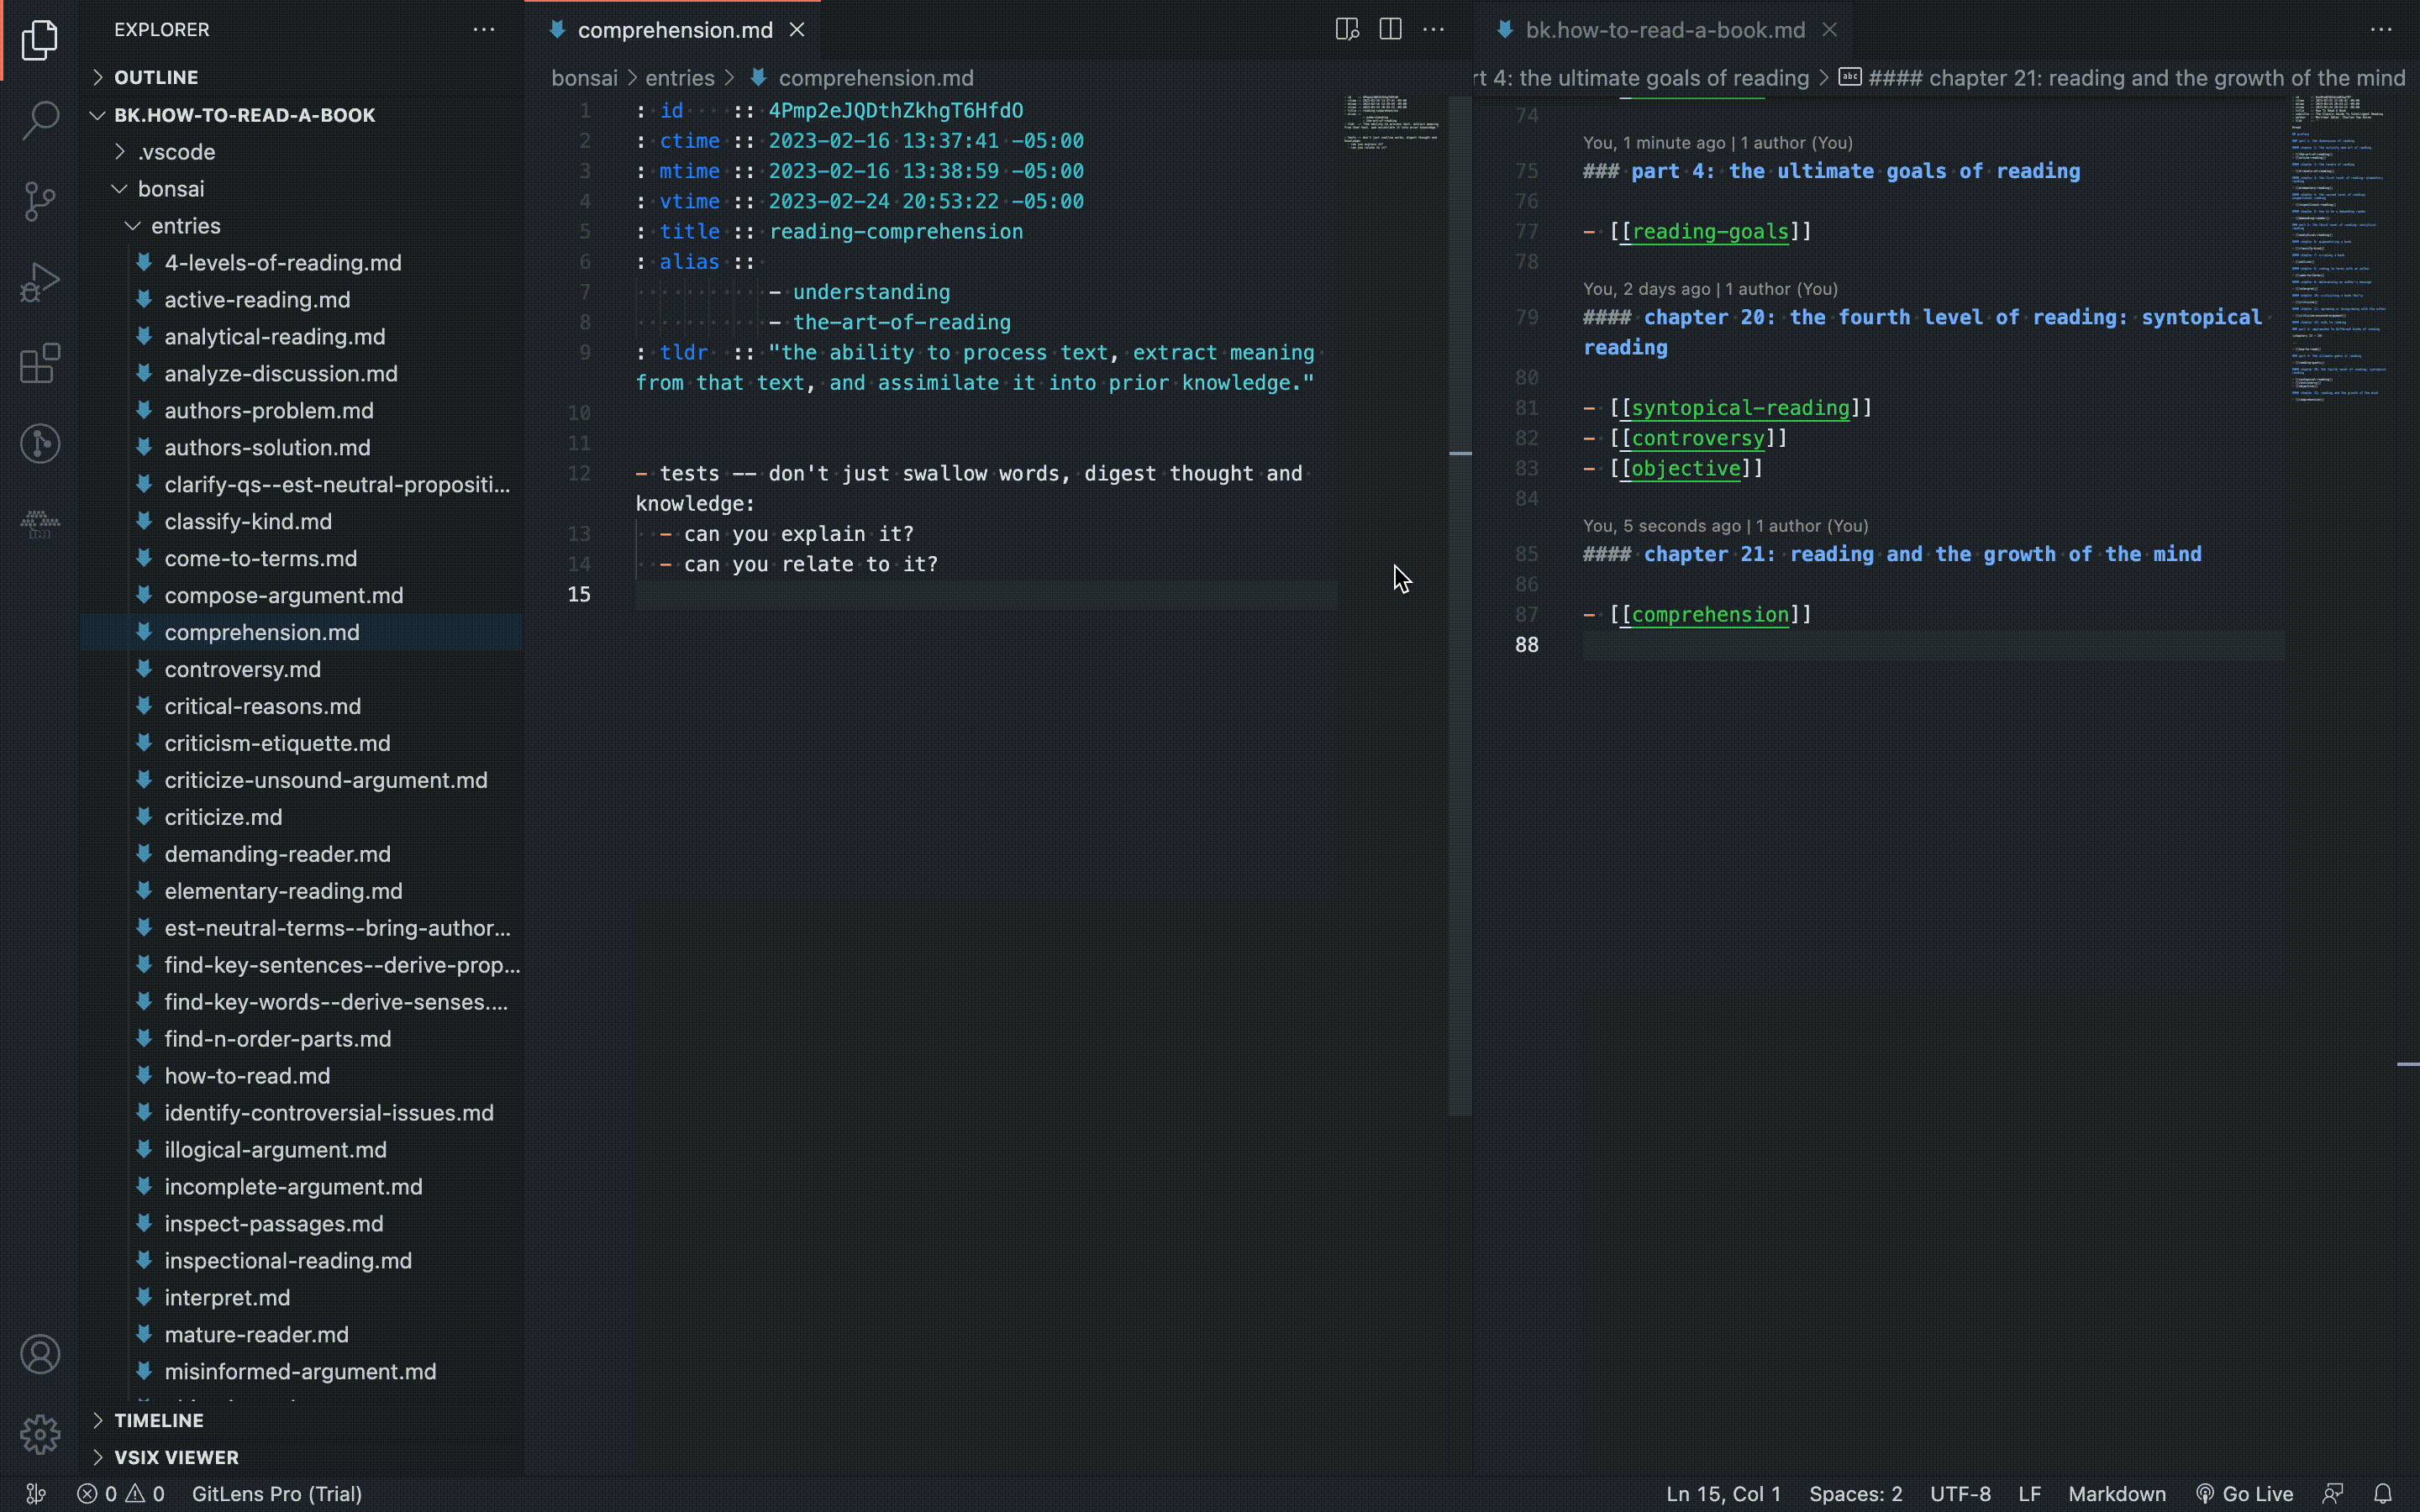 EXPLORER
OUTLINE
BK.HOW-TO-READ-A-BOOK
.vscode
bonsai
entries
4-levels-of-reading.md
active-reading.md
analytical-reading.md
analyze-discussion.md
authors-problem.md
authors-solution.md
clarify-qs--est-neutral-propositi...
classify-kind.md
come-to-terms.md
compose-argument.md
comprehension.md
controversy.md
critical-reasons.md
criticism-etiquette.md
criticize-unsound-argument.md
criticize.md
demanding-reader.md
elementary-reading.md
est-neutral-terms--bring-author...
find-key-sentences--derive-prop...
find-key-words--derive-senses....
find-n-order-parts.md
how-to-read.md
identify-controversial-issues.md
illogical-argument.md
incomplete-argument.md
inspect-passages.md
inspectional-reading.md
interpret.md
mature-reader.md
misinformed-argument.md
TIMELINE
VSIX VIEWER
comprehension.md
bonsai > entries > comprehension.md
1 : id :: 4Pmp2eJQDthZkhgT6HfdO
2 : ctime :: 2023-02-16 13:37:41 -05:00
3 : mtime :: 2023-02-16 13:38:59 -05:00
4 : vtime :: 2023-02-24 20:53:22 -05:00
5 : title :: reading-comprehension
6 : alias ::
7 - understanding
8 - the-art-of-reading
9 : tldr :: "the ability to process text, extract meaning
from that text, and assimilate it into prior knowledge."
10
11
12 - tests -- don't just swallow words, digest thought and
knowledge:
13 - can you explain it?
14 - can you relate to it?
15
bk.how-to-read-a-book.md
rt 4: the ultimate goals of reading > abc #### chapter 21: reading and the growth of the mind
74
You, 1 minute ago | 1 author (You)
75 ### part 4: the ultimate goals of reading
76
77 - [[reading-goals]]
78
You, 2 days ago | 1 author (You)
79 #### chapter 20: the fourth level of reading: syntopical
reading
80
81 - [[syntopical-reading]]
82 - [[controversy]]
83 - [[objective]]
84
You, 5 seconds ago | 1 author (You)
85 #### chapter 21: reading and the growth of the mind
86
87 - [[comprehension]]
88
0 0 GitLens Pro (Trial)
Ln 15, Col 1 Spaces: 2 UTF-8 LF Markdown Go Live